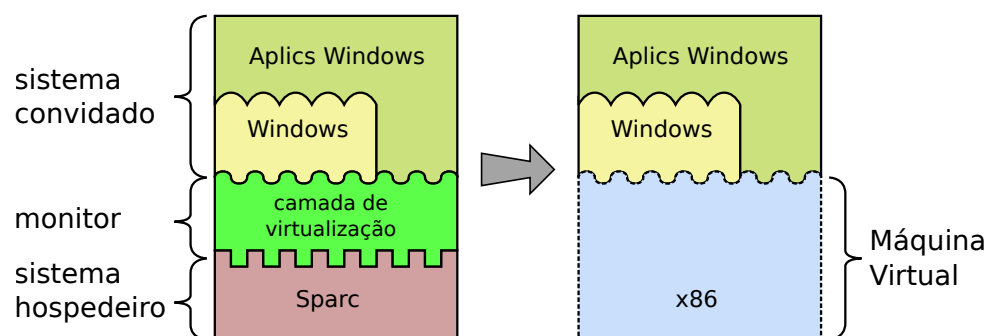 sistema
convidado
monitor
sistema
hospedeiro
Aplics Windows
Windows
camada de
virtualização
Sparc
Aplics Windows
Windows
x86
Máquina
Virtual